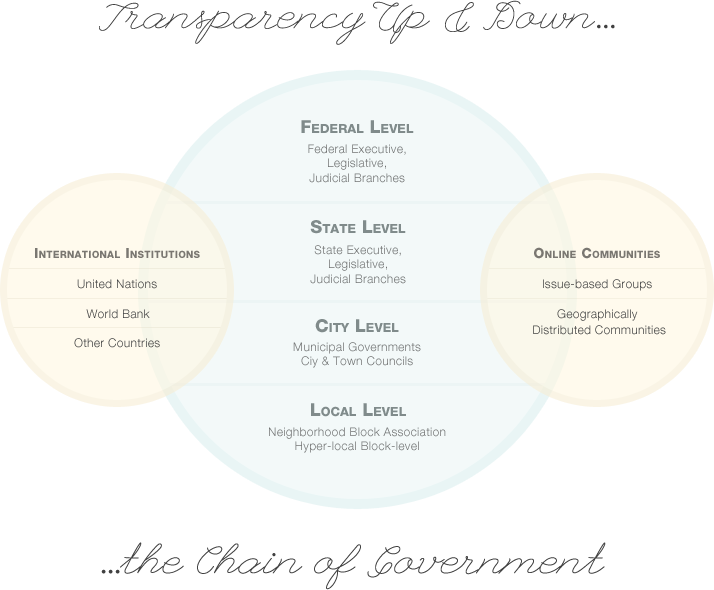 Transparency Up & Down...
Federal Level
Federal Executive,
Legislative,
Judicial Branches
State Level
State Executive,
Legislative,
Judicial Branches
City Level
Municipal Governments
Ciy & Town Councils
Local Level
Neighborhood Block Association
Hyper-local Block-level
International Institutions
United Nations
World Bank
Other Countries
Online Communities
Issue-based Groups
Geographically
Distributed Communities
...the Chain of Government